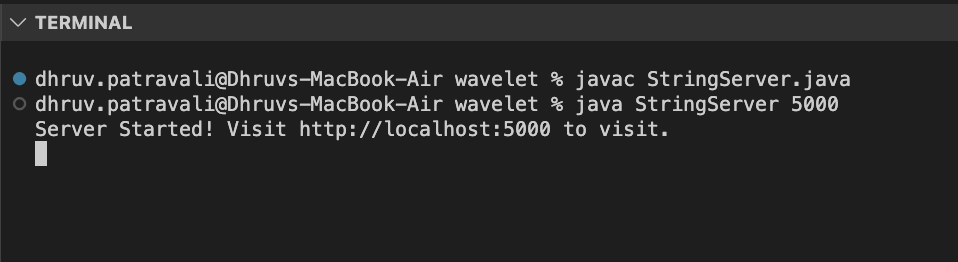 TERMINAL
dhruv.patravali@Dhruvs-MacBook-Air wavelet % javac StringServer.java
dhruv.patravali@Dhruvs-MacBook-Air wavelet % java StringServer 5000
Server Started! Visit http://localhost:5000 to visit.